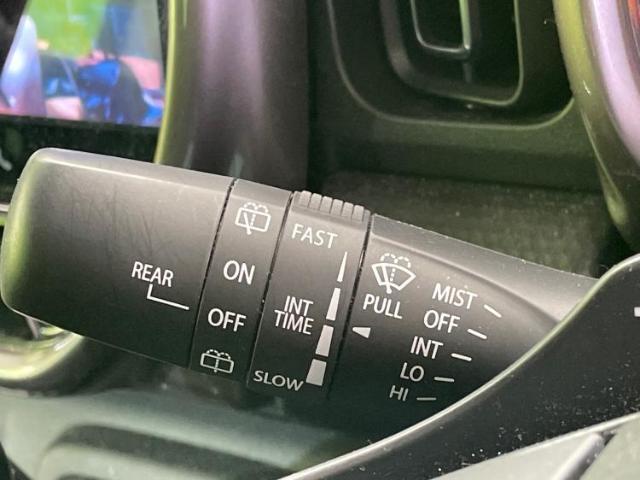 REAR
ON
OFF
FAST
INT
TIME
SLOW
PULL
MIST
OFF
INT
LO
HI